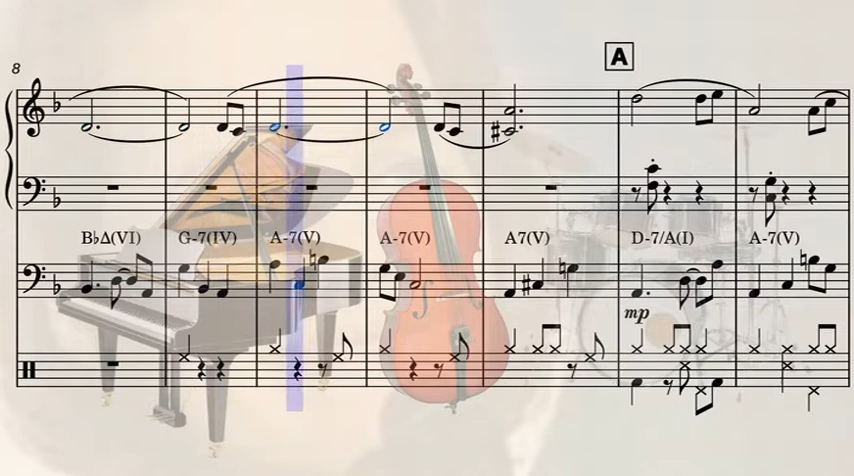 A
8
B♭Δ(VI) G-7(IV) A-7(V) A-7(V) A7(V) D-7/A(I) A-7(V)
mp